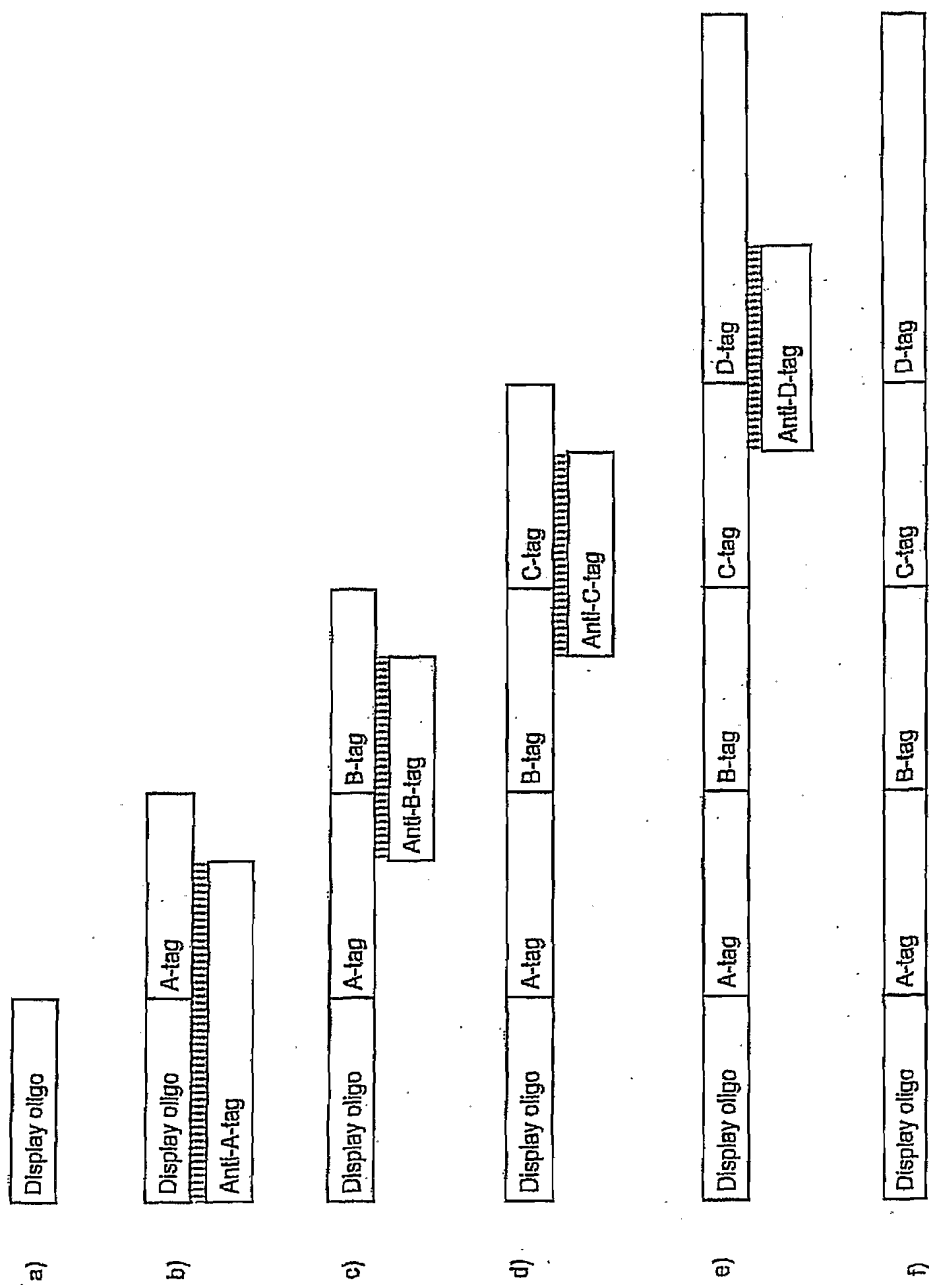 a)
Display oligo
b)
Display oligo A-tag
Anti-A-tag
c)
Display oligo A-tag B-tag
Anti-B-tag
d)
Display oligo A-tag B-tag C-tag
Anti-C-tag
e)
Display oligo A-tag B-tag C-tag D-tag
Anti-D-tag
f)
Display oligo A-tag B-tag C-tag D-tag